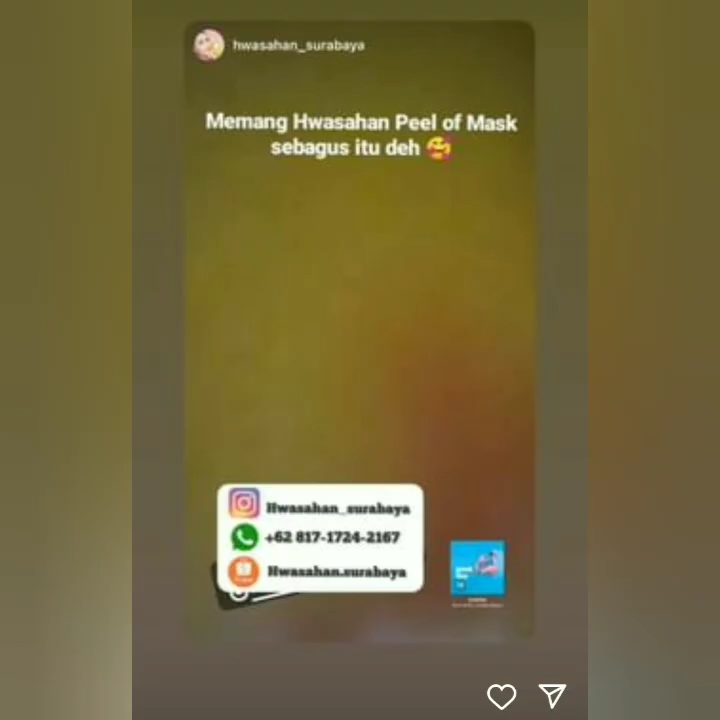 hwasahan_surabaya
Memang Hwasahan Peel of Mask
sebagus itu deh 🥰
Hwasahan_surabaya
+62 817-1724-2167
Hwasahan.surabaya